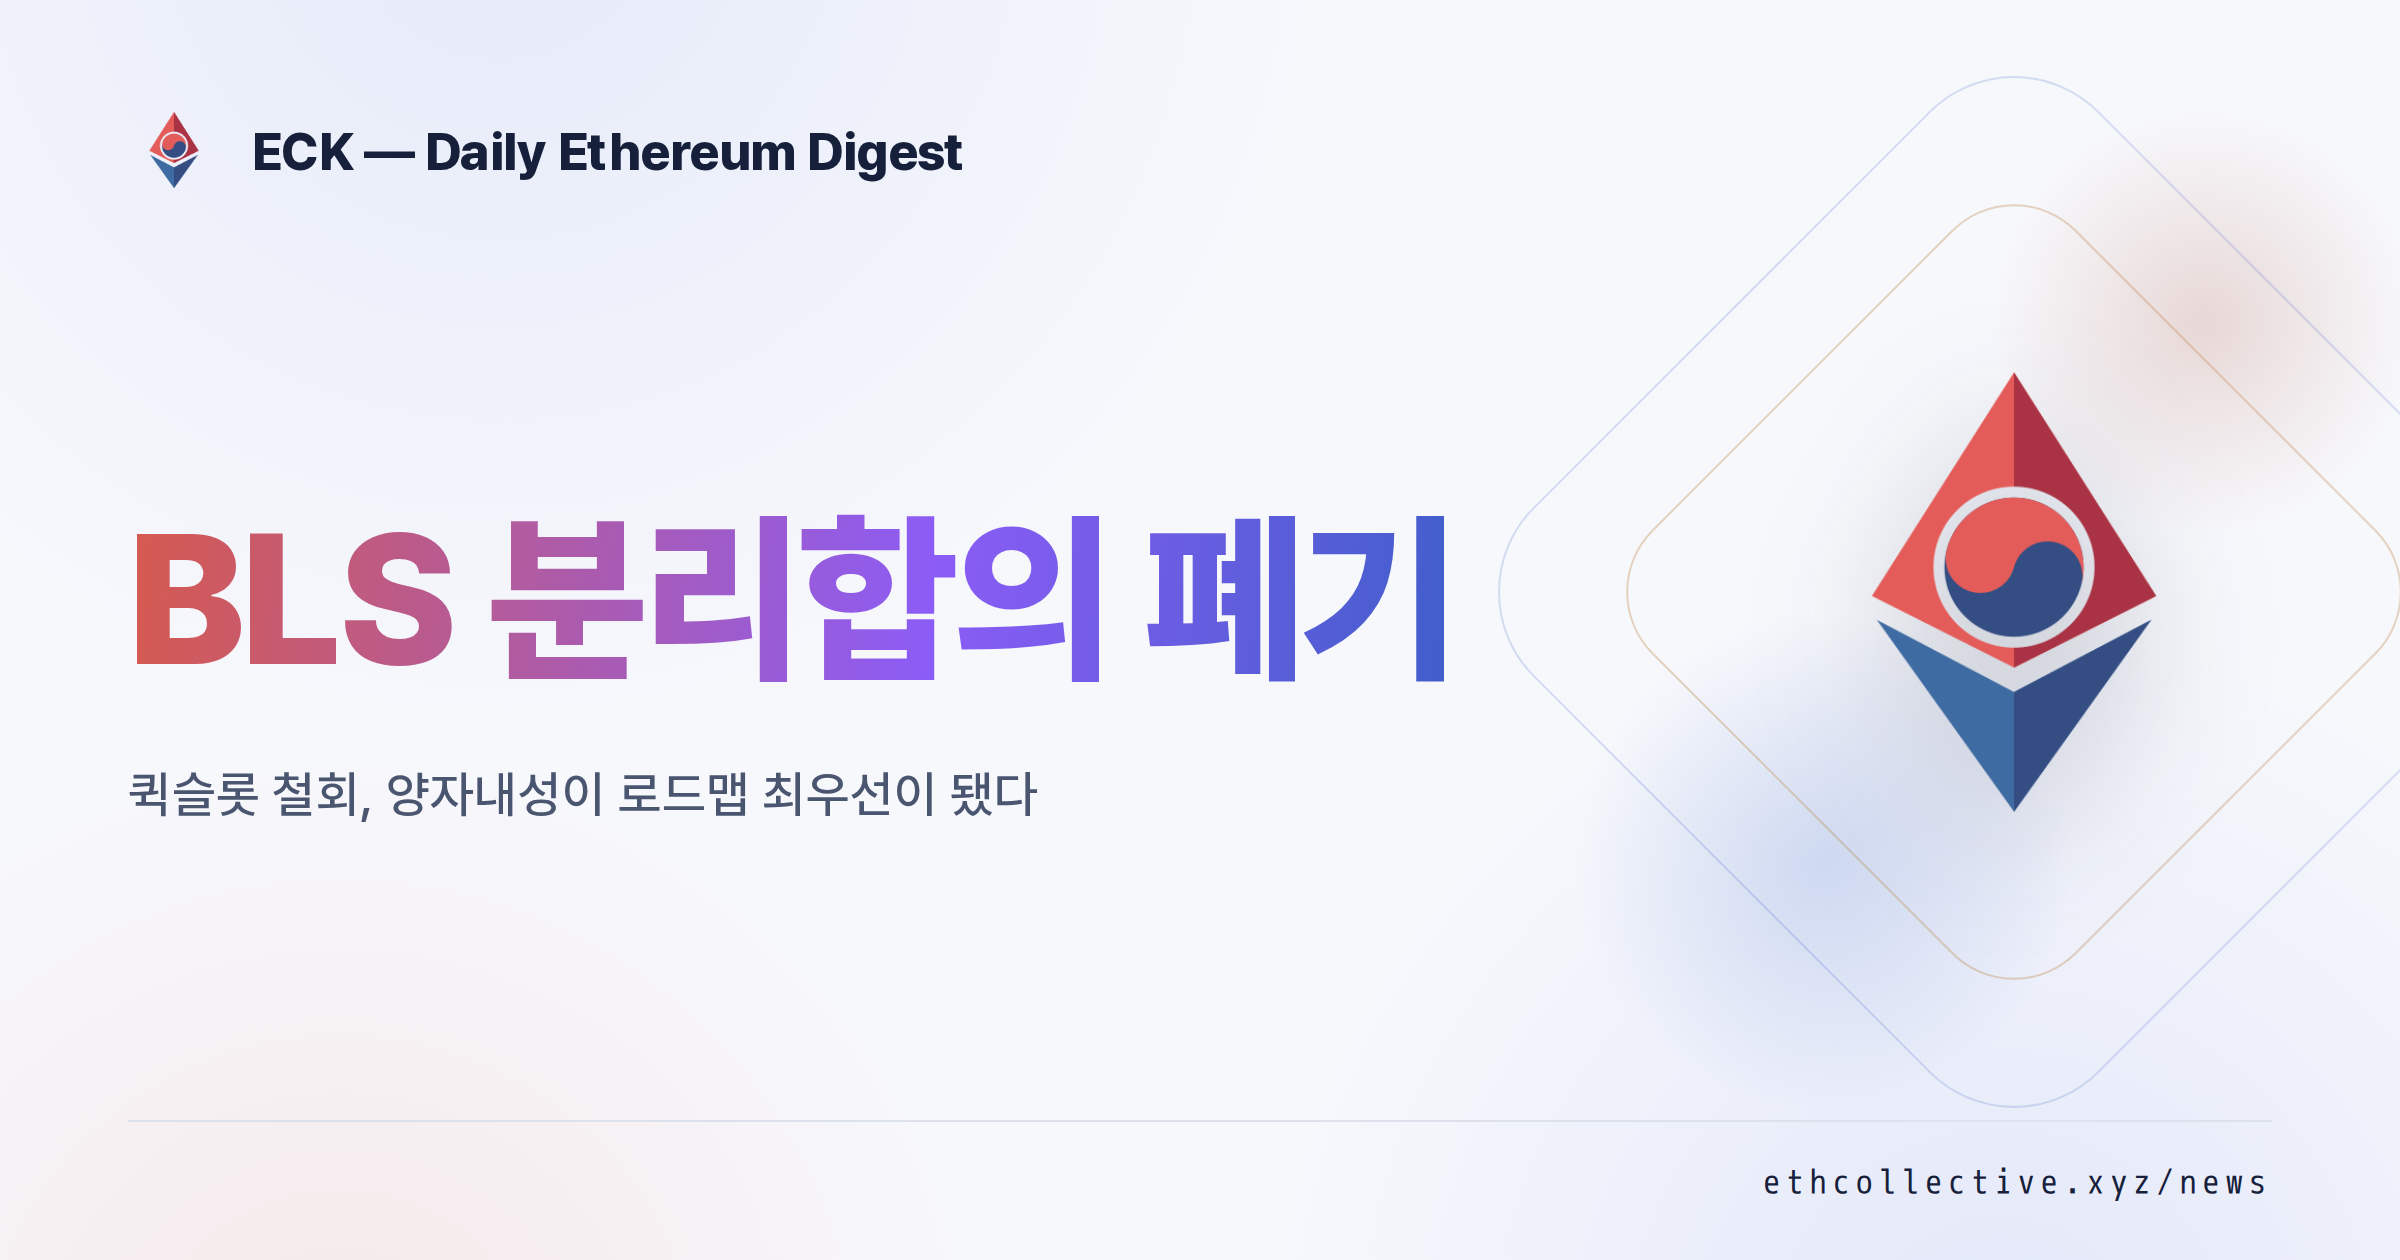 ECK — Daily Ethereum Digest
BLS 분리합의 폐기
퀵슬롯 철회, 양자내성이 로드맵 최우선이 됐다
ethcollective.xyz/news